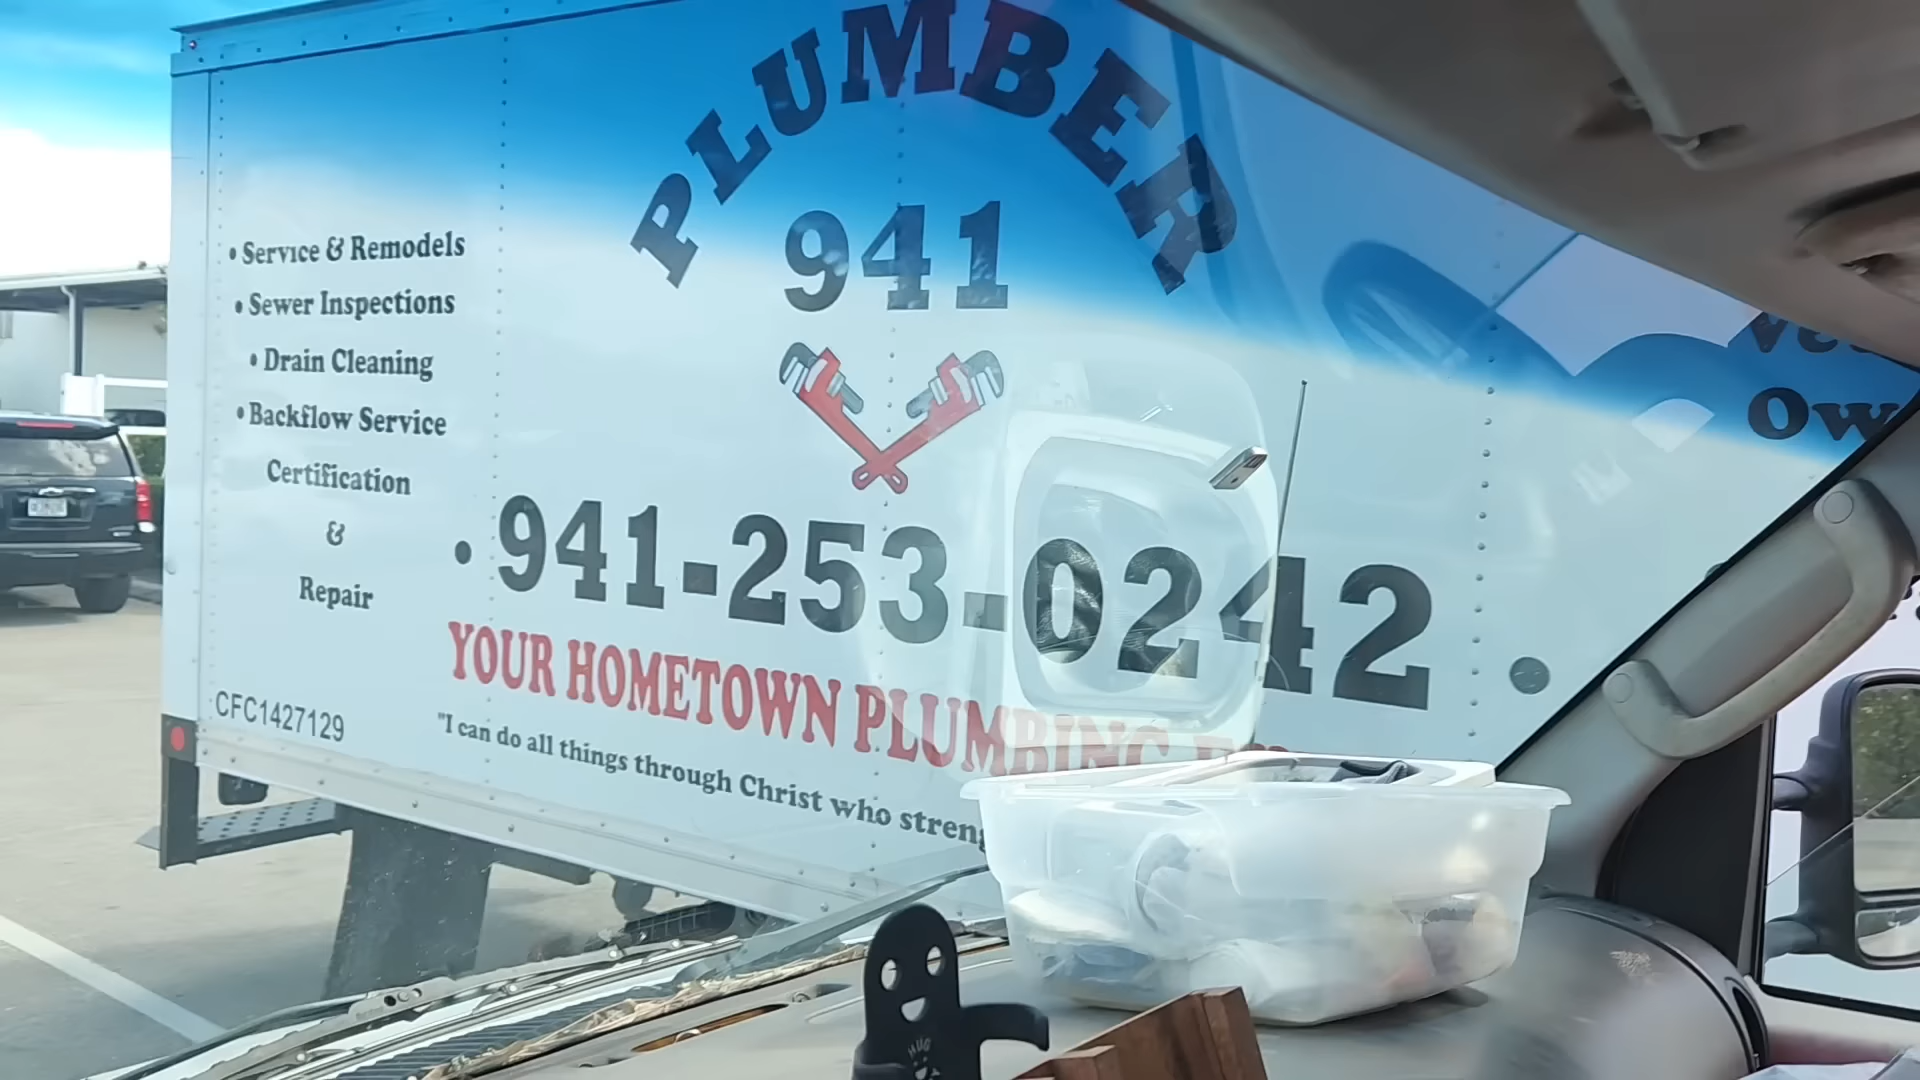 PLUMBER
941
• Service & Remodels
• Sewer Inspections
• Drain Cleaning
• Backflow Service
Certification
&
Repair
• 941-253-0242 •
YOUR HOMETOWN PLUMBING
"I can do all things through Christ who
CFC1427129
HUG